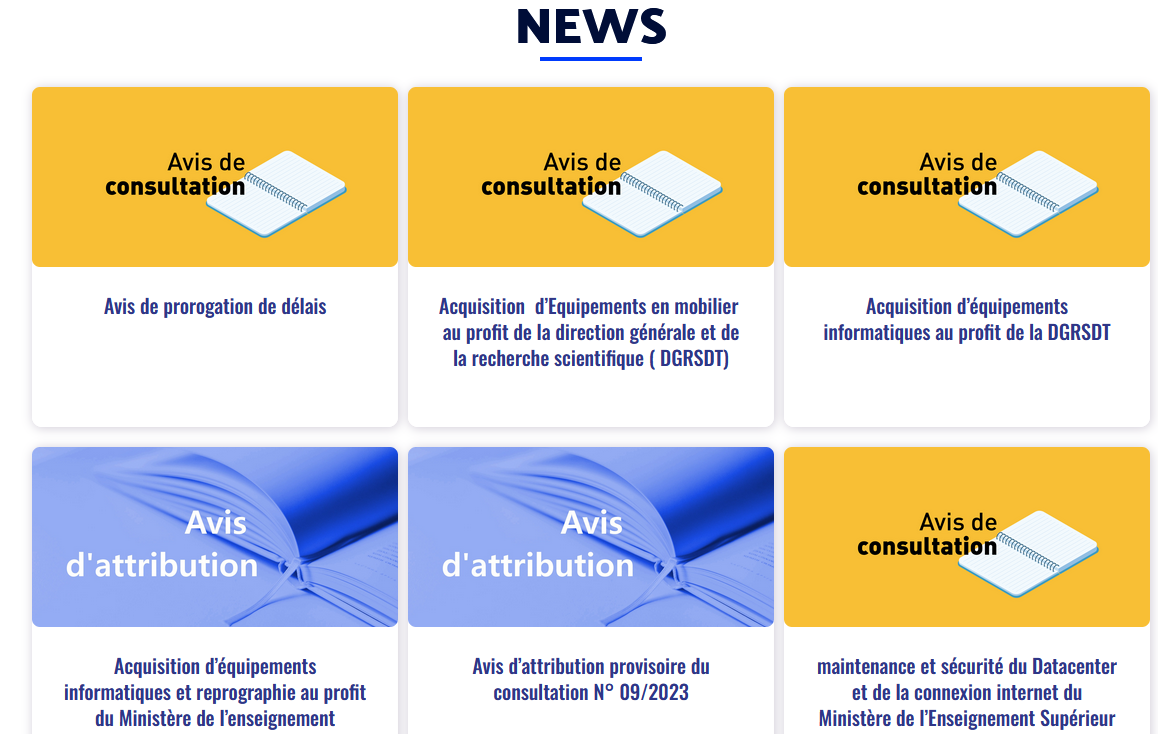 NEWS
Avis de
consultation
Avis de prorogation de délais
Avis de
consultation
Acquisition  d’Equipements en mobilier
au profit de la direction générale et de
la recherche scientifique ( DGRSDT)
Avis de
consultation
Acquisition d’équipements
informatiques au profit de la DGRSDT
Avis
d'attribution
Acquisition d’équipements
informatiques et reprographie au profit
du Ministère de l’enseignement
Avis
d'attribution
Avis d’attribution provisoire du
consultation N° 09/2023
Avis de
consultation
maintenance et sécurité du Datacenter
et de la connexion internet du
Ministère de l’Enseignement Supérieur